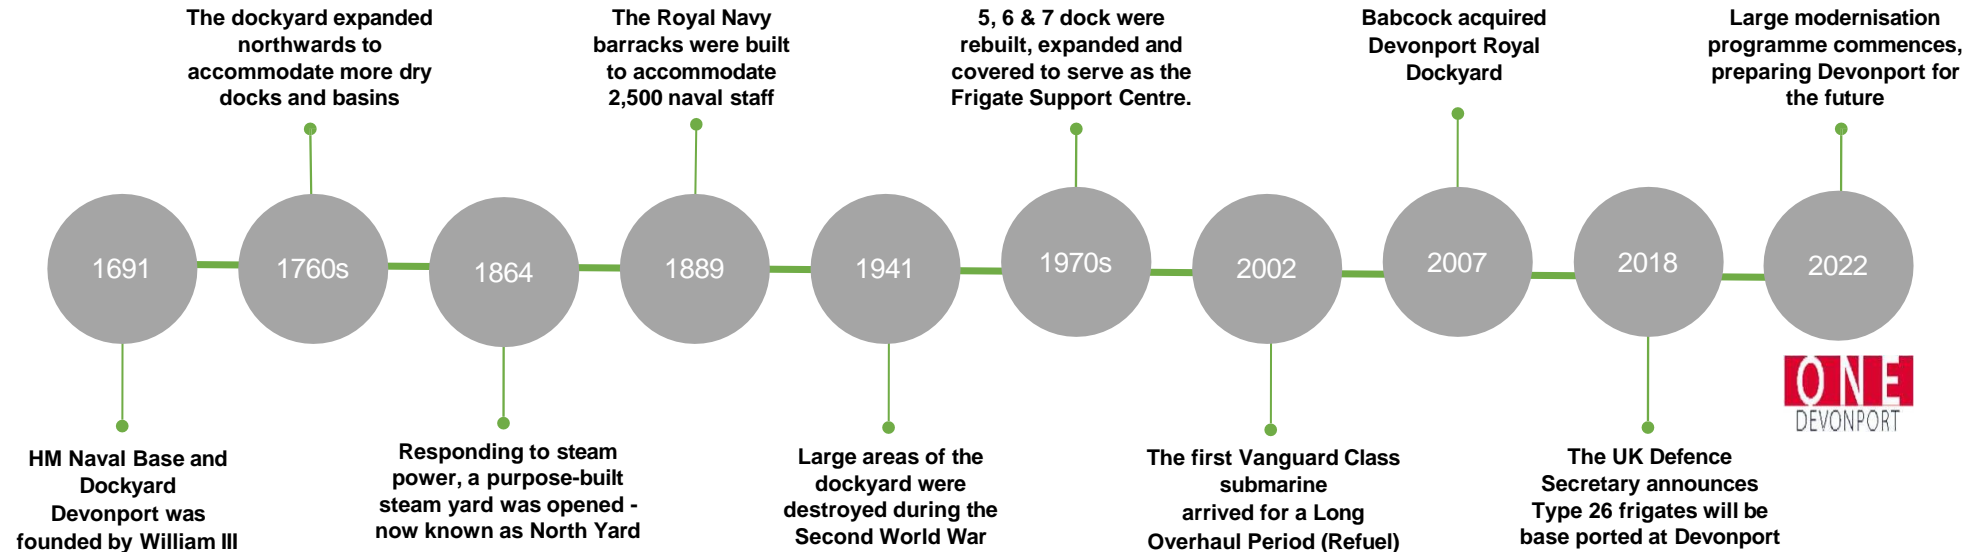 The dockyard expanded
northwards to
accommodate more dry
docks and basins
The Royal Navy
barracks were built
to accommodate
2,500 naval staff
5, 6 & 7 dock were
rebuilt, expanded and
covered to serve as the
Frigate Support Centre.
Babcock acquired
Devonport Royal
Dockyard
Large modernisation
programme commences,
preparing Devonport for
the future
1691
1760s
1864
1889
1941
1970s
2002
2007
2018
2022
HM Naval Base and
Dockyard
Devonport was
founded by William III
Responding to steam
power, a purpose-built
steam yard was opened -
now known as North Yard
Large areas of the
dockyard were
destroyed during the
Second World War
The first Vanguard Class
submarine
arrived for a Long
Overhaul Period (Refuel)
The UK Defence
Secretary announces
Type 26 frigates will be
base ported at Devonport
ONE
DEVONPORT